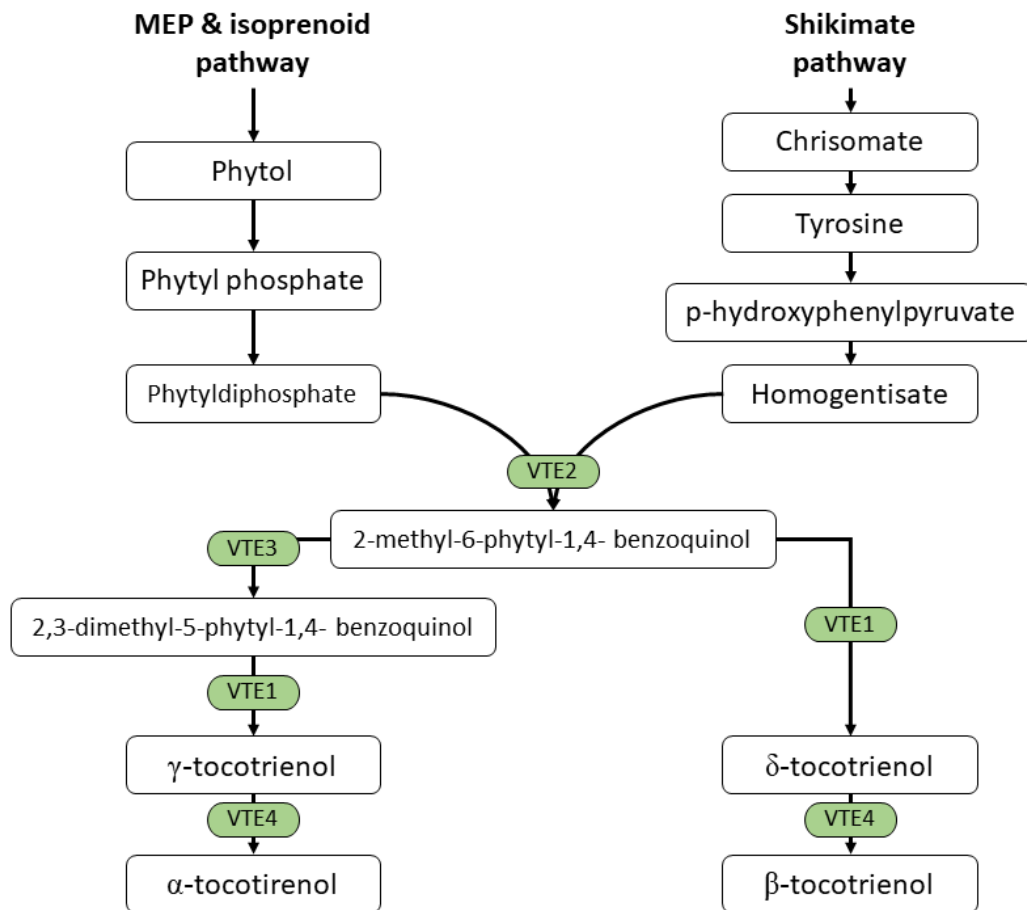 MEP & isoprenoid
pathway
Shikimate
pathway
Phytol
Chrisomate
Tyrosine
Phytyl phosphate
p-hydroxyphenylpyruvate
Phytyldiphosphate
Homogentisate
VTE2
2-methyl-6-phytyl-1,4- benzoquinol
VTE3
2,3-dimethyl-5-phytyl-1,4- benzoquinol
VTE1
VTE1
γ-tocotrienol
δ-tocotrienol
VTE4
VTE4
α-tocotirenol
β-tocotrienol